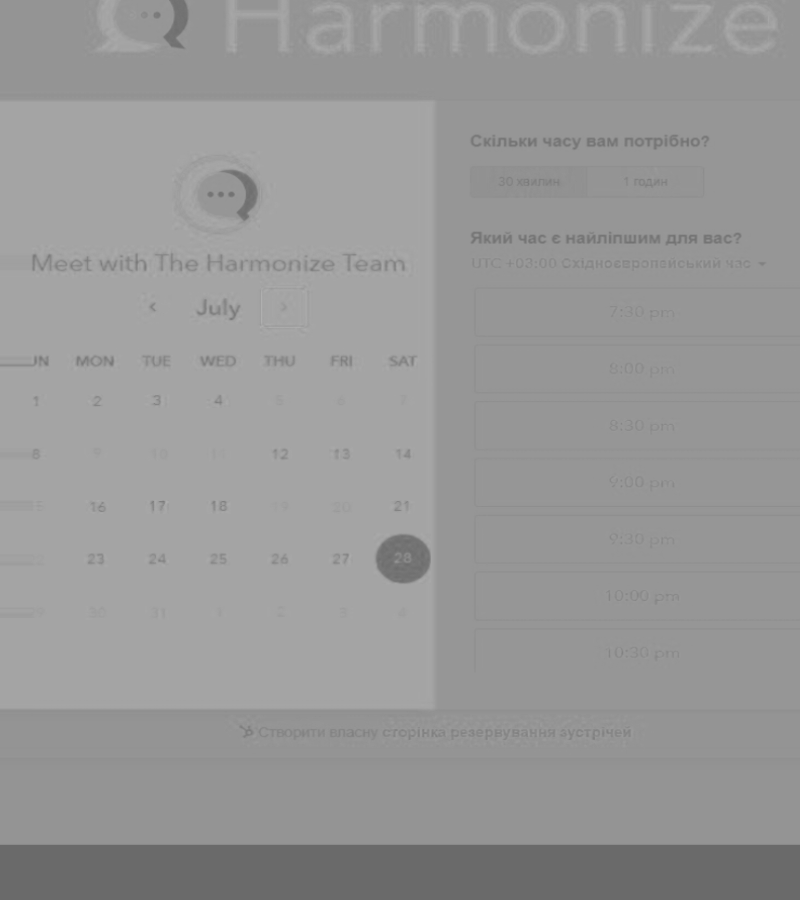 Harmonize
Meet with The Harmonize Team
< July >
UN MON TUE WED THU FRI SAT
1 2 3 4 5 6 7
8 9 10 11 12 13 14
16 17 18 19 20 21
23 24 25 26 27 28
30 31 1 2 3 4
Скільки часу вам потрібно?
30 хвилин 1 годин
Який час є найліпшим для вас?
UTC +03:00 Східноєвропейський час
7:30 pm
8:00 pm
8:30 pm
9:00 pm
9:30 pm
10:00 pm
10:30 pm
Створити власну сторінка резервування зустрічей